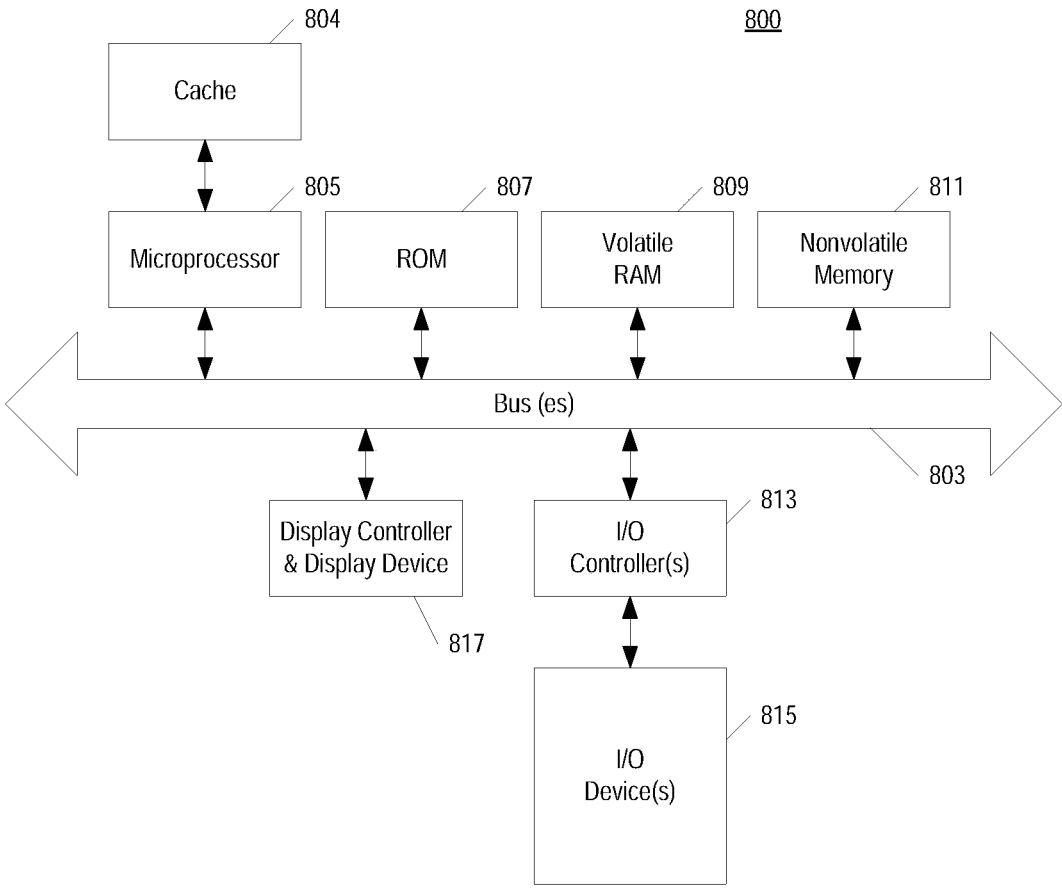 804
800
Cache
805
807
809
811
Microprocessor
ROM
Volatile
RAM
Nonvolatile
Memory
Bus (es)
803
813
Display Controller
& Display Device
I/O
Controller(s)
817
815
I/O
Device(s)